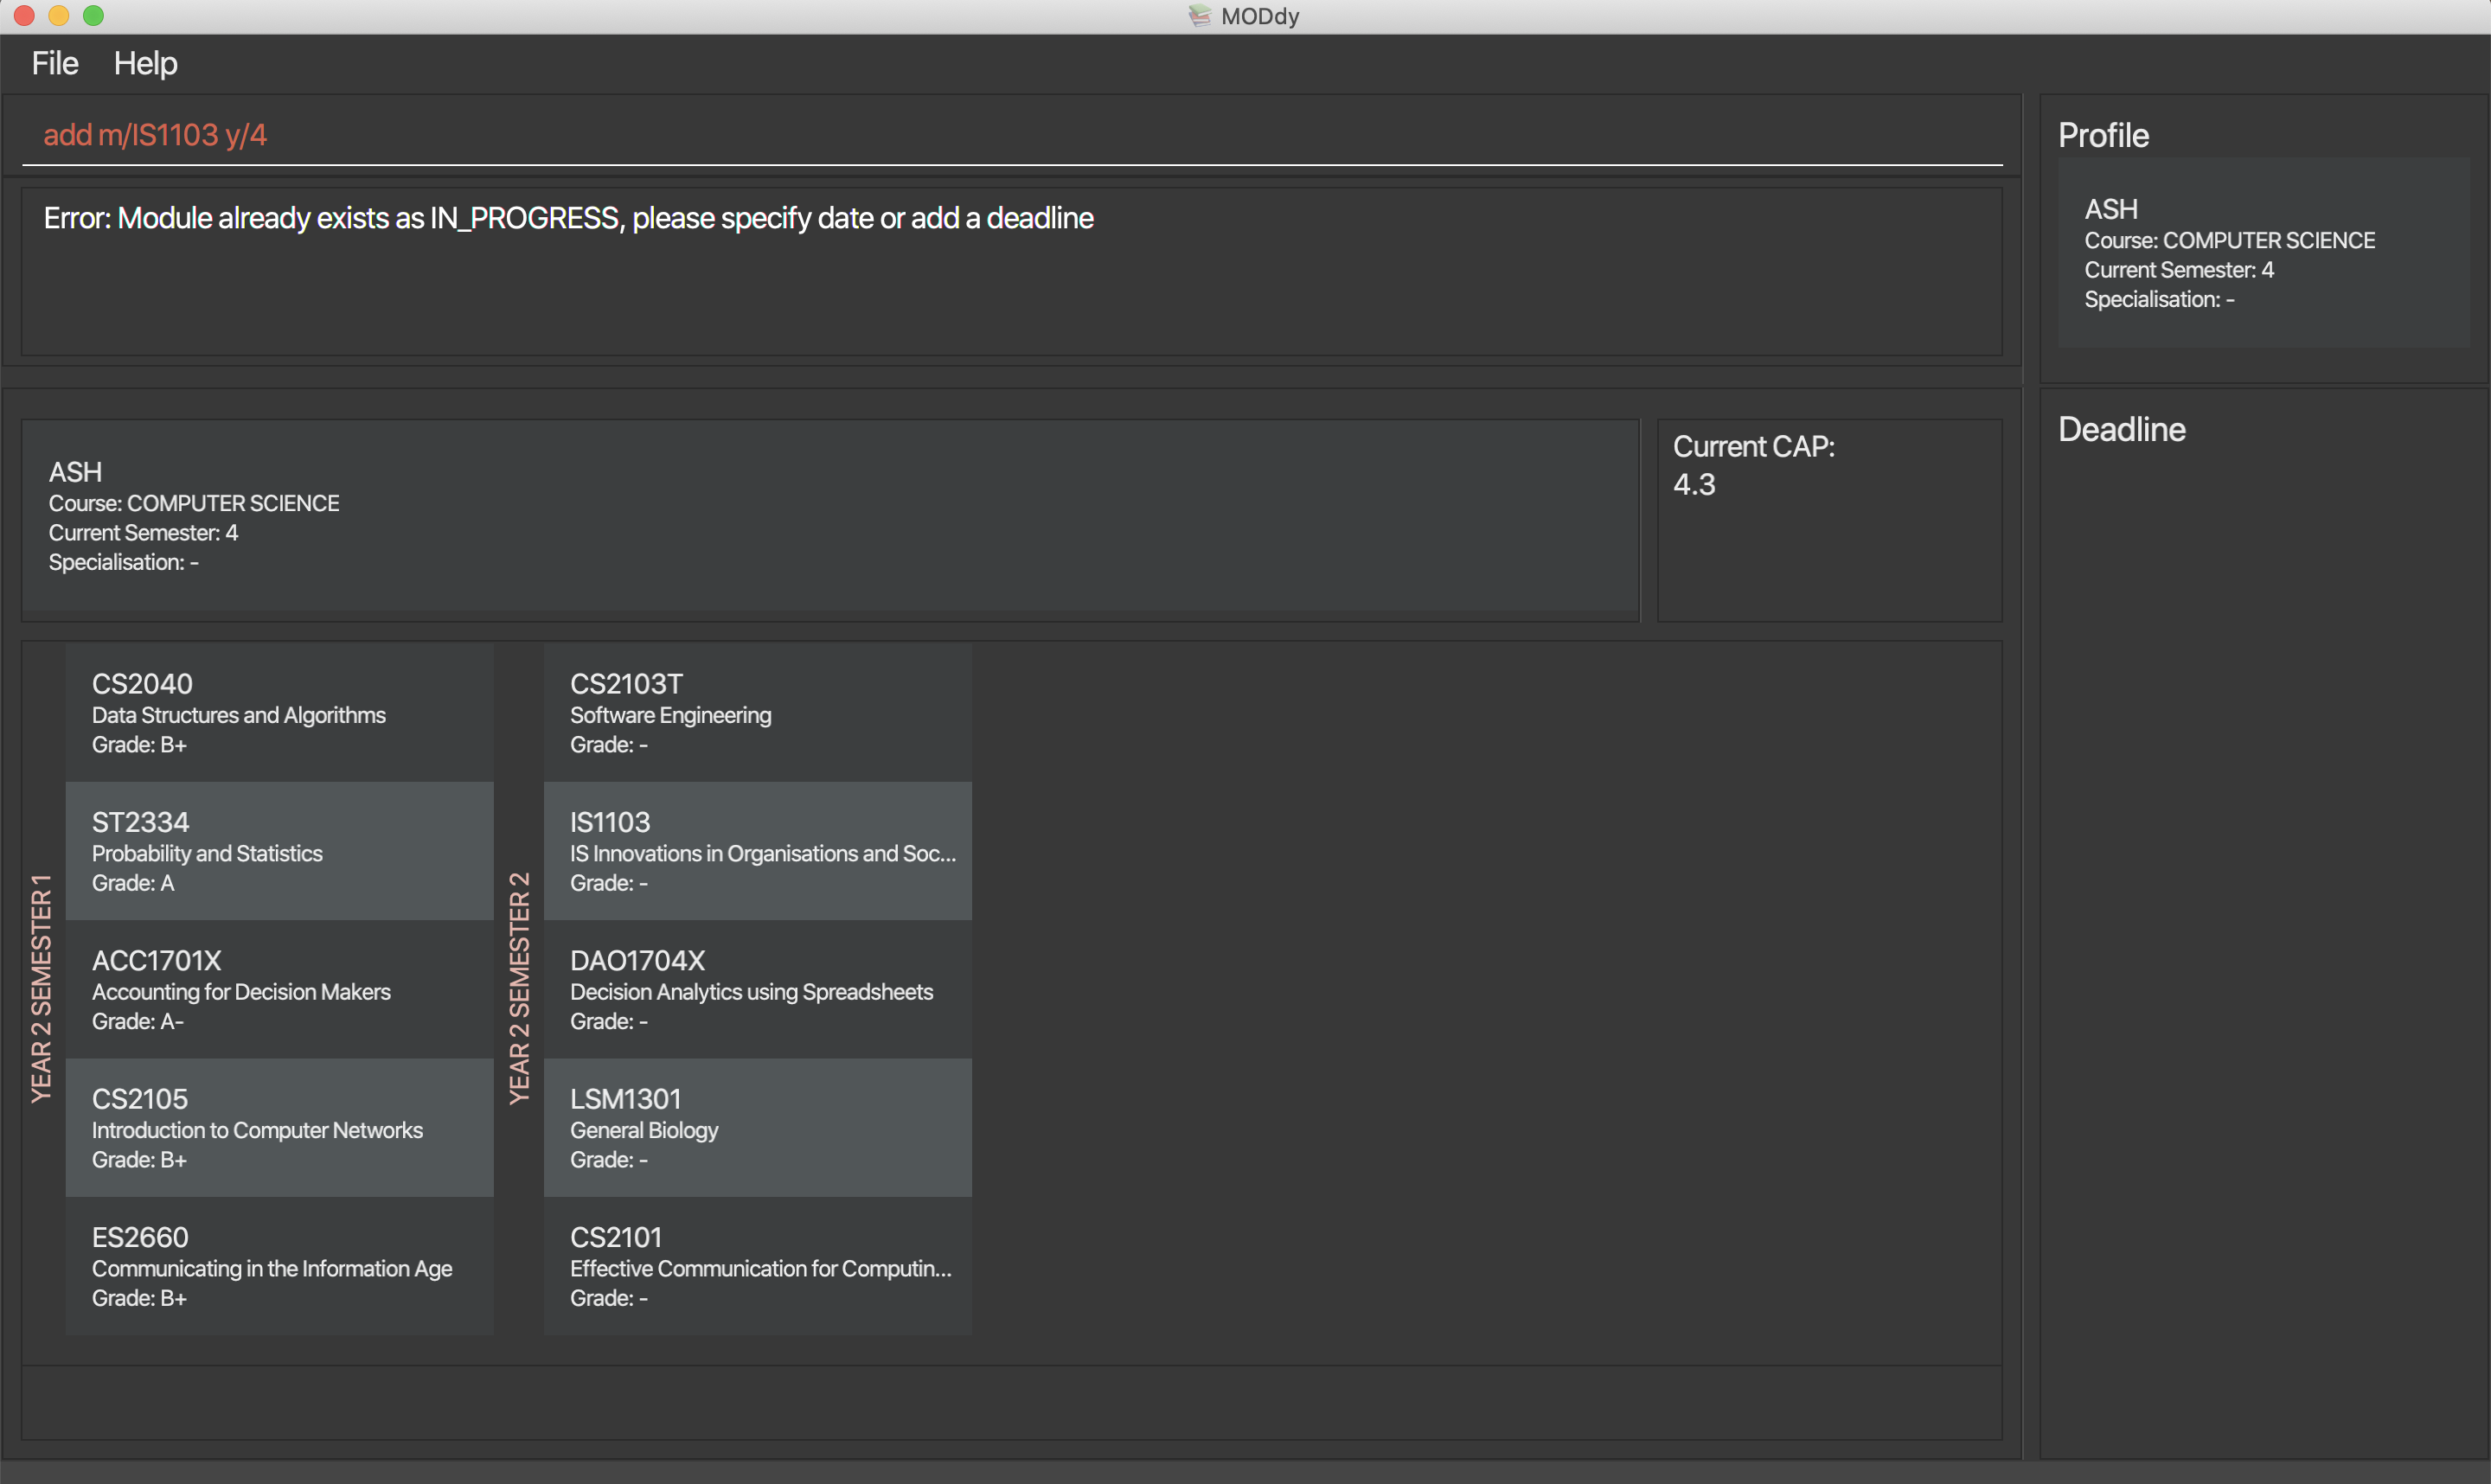 MODdy
File Help
add m/IS1103 y/4
Error: Module already exists as IN_PROGRESS, please specify date or add a deadline
Profile
ASH
Course: COMPUTER SCIENCE
Current Semester: 4
Specialisation: -
ASH
Course: COMPUTER SCIENCE
Current Semester: 4
Specialisation: -
Current CAP:
4.3
Deadline
YEAR 2 SEMESTER 1
CS2040
Data Structures and Algorithms
Grade: B+
ST2334
Probability and Statistics
Grade: A
ACC1701X
Accounting for Decision Makers
Grade: A-
CS2105
Introduction to Computer Networks
Grade: B+
ES2660
Communicating in the Information Age
Grade: B+
YEAR 2 SEMESTER 2
CS2103T
Software Engineering
Grade: -
IS1103
IS Innovations in Organisations and Soc...
Grade: -
DAO1704X
Decision Analytics using Spreadsheets
Grade: -
LSM1301
General Biology
Grade: -
CS2101
Effective Communication for Computin...
Grade: -